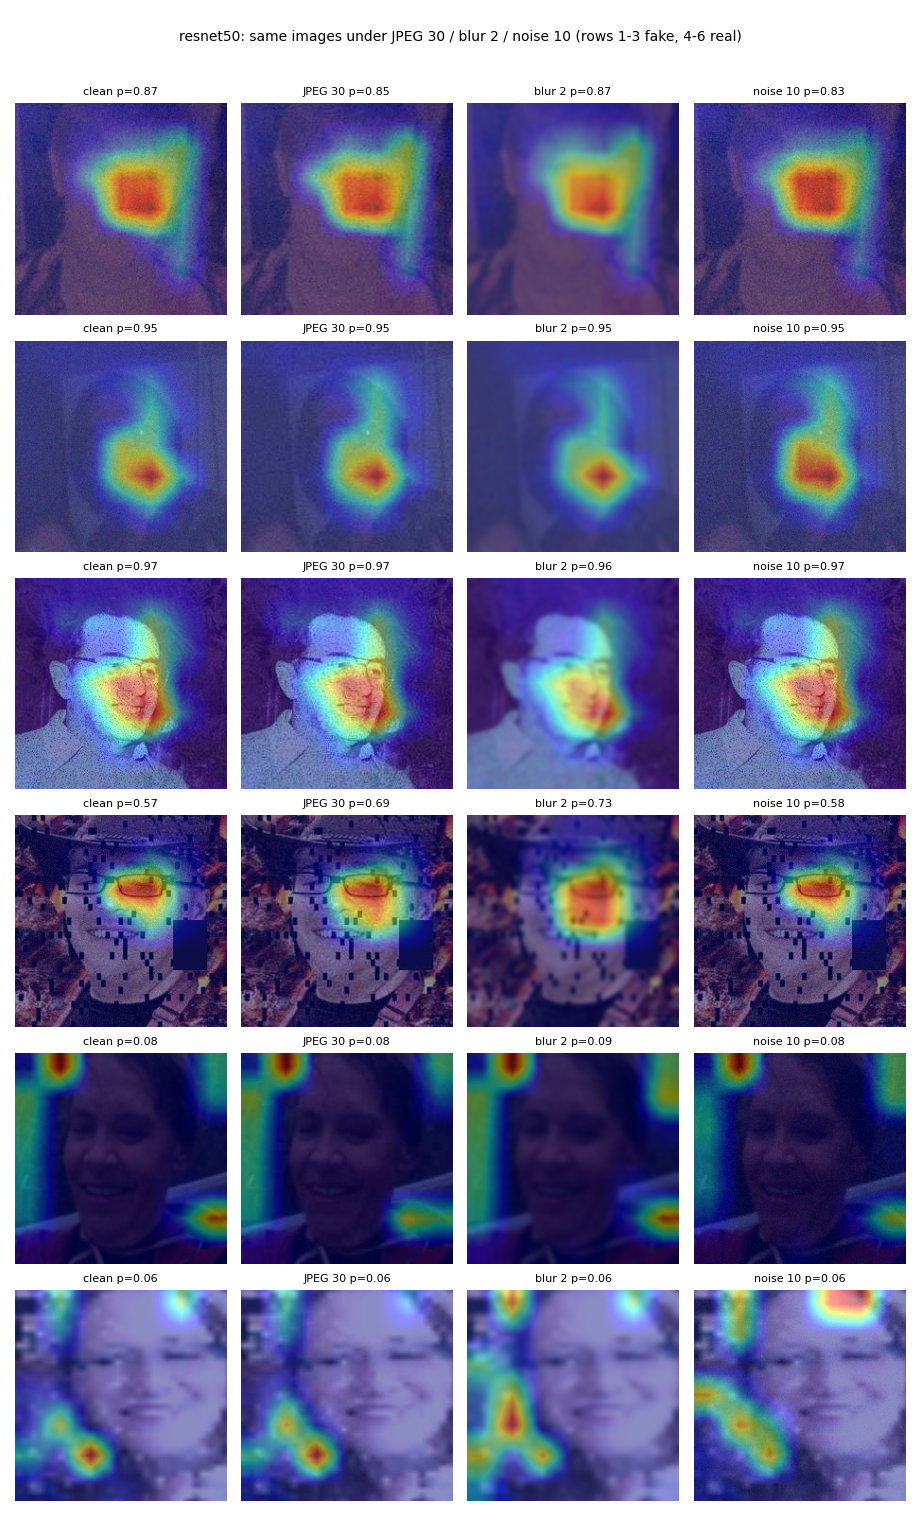 resnet50: same images under JPEG 30 / blur 2 / noise 10 (rows 1-3 fake, 4-6 real)
clean p=0.87 JPEG 30 p=0.85 blur 2 p=0.87 noise 10 p=0.83
clean p=0.95 JPEG 30 p=0.95 blur 2 p=0.95 noise 10 p=0.95
clean p=0.97 JPEG 30 p=0.97 blur 2 p=0.96 noise 10 p=0.97
clean p=0.57 JPEG 30 p=0.69 blur 2 p=0.73 noise 10 p=0.58
clean p=0.08 JPEG 30 p=0.08 blur 2 p=0.09 noise 10 p=0.08
clean p=0.06 JPEG 30 p=0.06 blur 2 p=0.06 noise 10 p=0.06